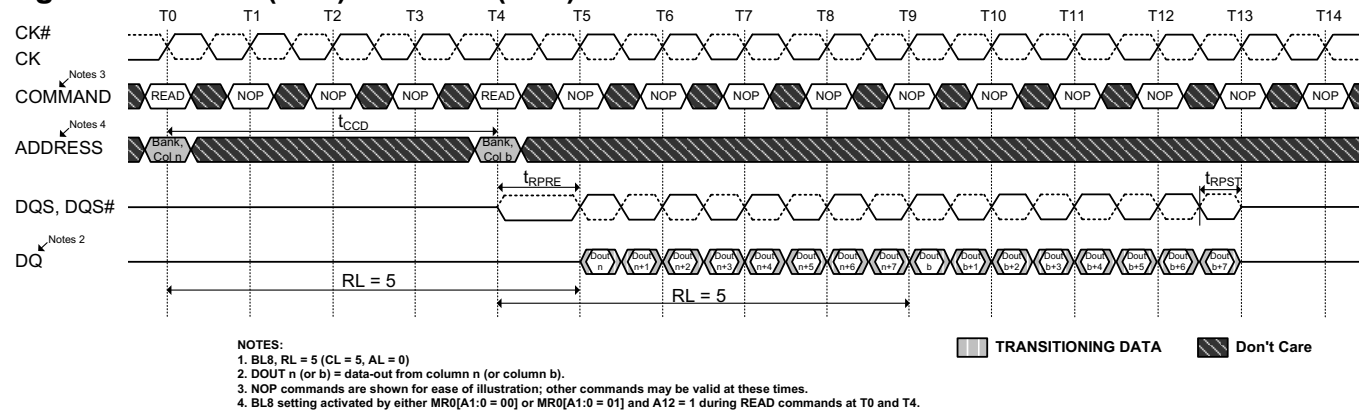 T0 T1 T2 T3 T4 T5 T6 T7 T8 T9 T10 T11 T12 T13 T14
CK#
CK
Notes 3
COMMAND READ NOP NOP NOP READ NOP NOP NOP NOP NOP NOP NOP NOP NOP NOP
tCCD
Notes 4
ADDRESS Bank, Col n Bank, Col b
tRPRE tRPST
DQS, DQS#
Notes 2
DQ Dout n Dout n+1 Dout n+2 Dout n+3 Dout n+4 Dout n+5 Dout n+6 Dout n+7 Dout b Dout b+1 Dout b+2 Dout b+3 Dout b+4 Dout b+5 Dout b+6 Dout b+7
RL = 5 RL = 5
NOTES:
1. BL8, RL = 5 (CL = 5, AL = 0)
2. DOUT n (or b) = data-out from column n (or column b).
3. NOP commands are shown for ease of illustration; other commands may be valid at these times.
4. BL8 setting activated by either MR0[A1:0 = 00] or MR0[A1:0 = 01] and A12 = 1 during READ commands at T0 and T4.
TRANSITIONING DATA Don't Care